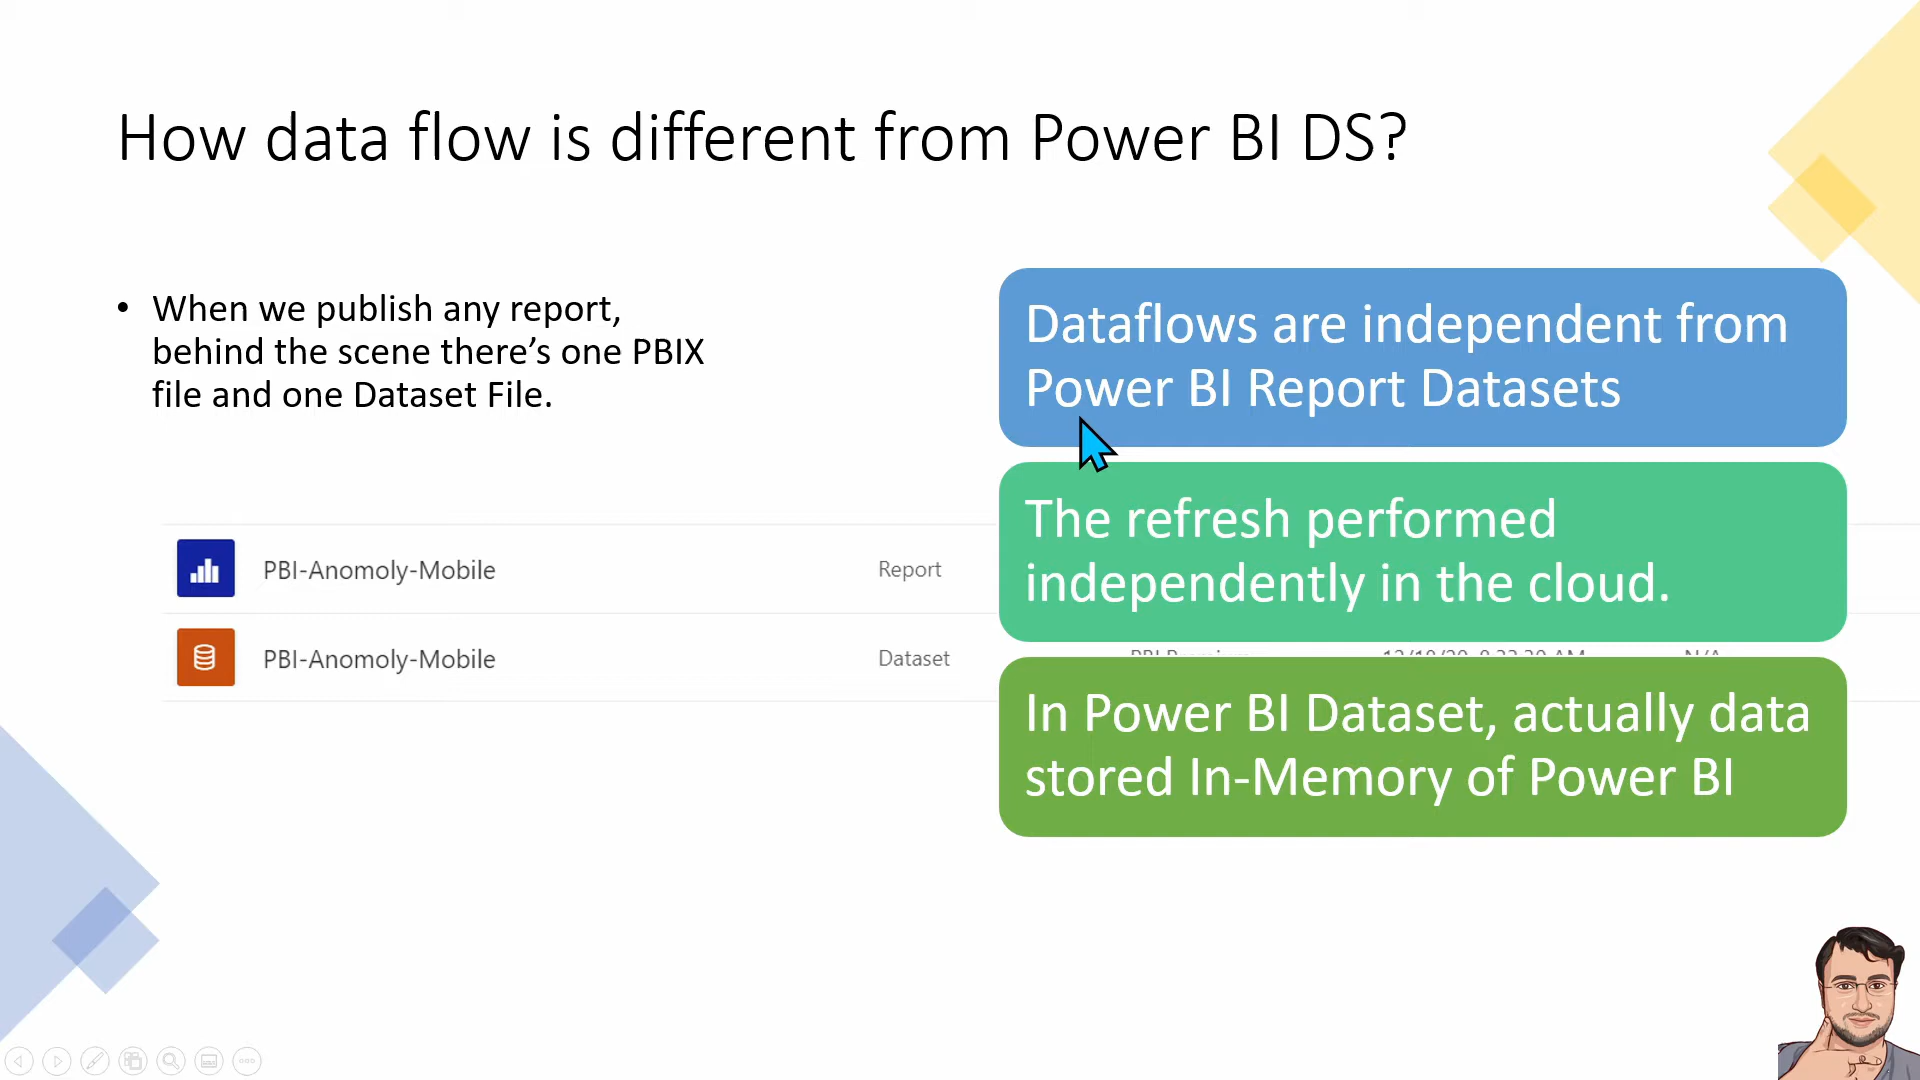 How data flow is different from Power BI DS?
• When we publish any report,
behind the scene there’s one PBIX
file and one Dataset File.
Dataflows are independent from
Power BI Report Datasets
The refresh performed
independently in the cloud.
PBI-Anomoly-Mobile Report
PBI-Anomoly-Mobile Dataset
In Power BI Dataset, actually data
stored In-Memory of Power BI